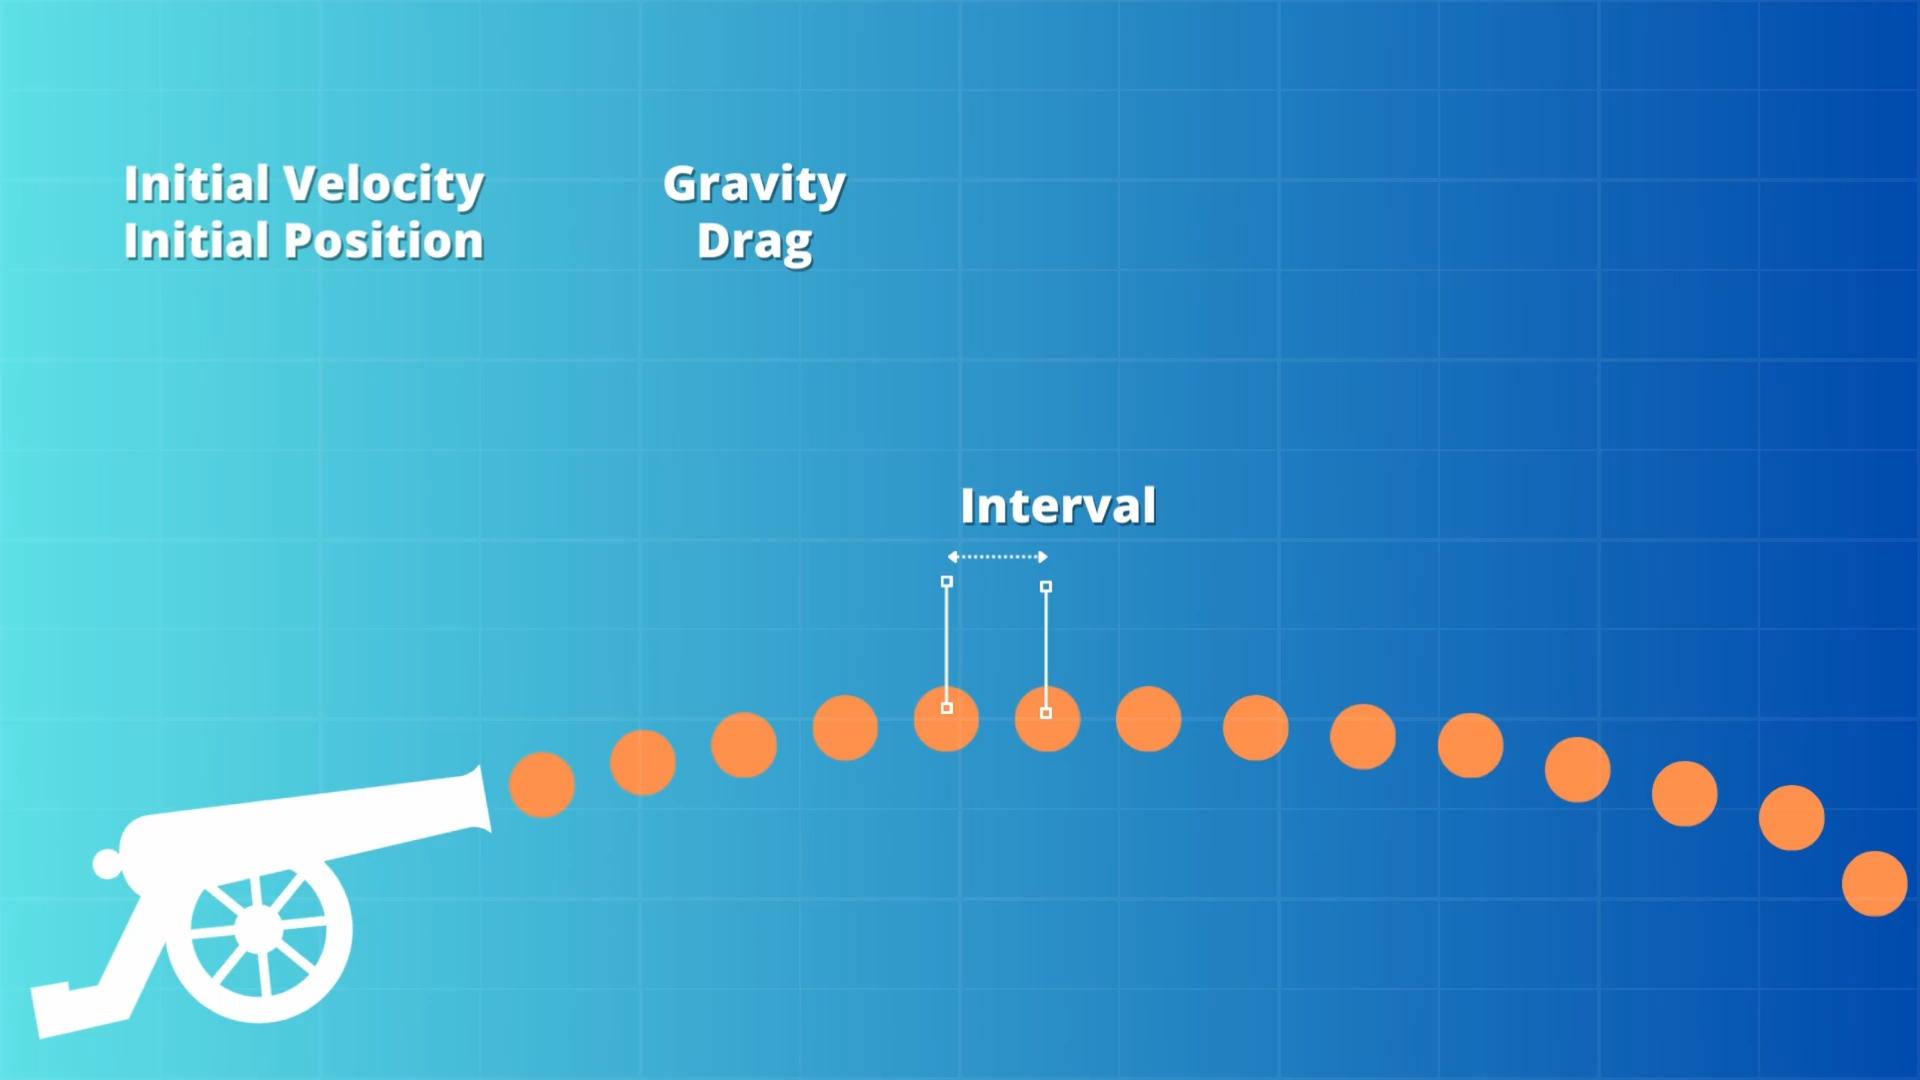 Initial Velocity
Initial Position
Gravity
Drag
Interval